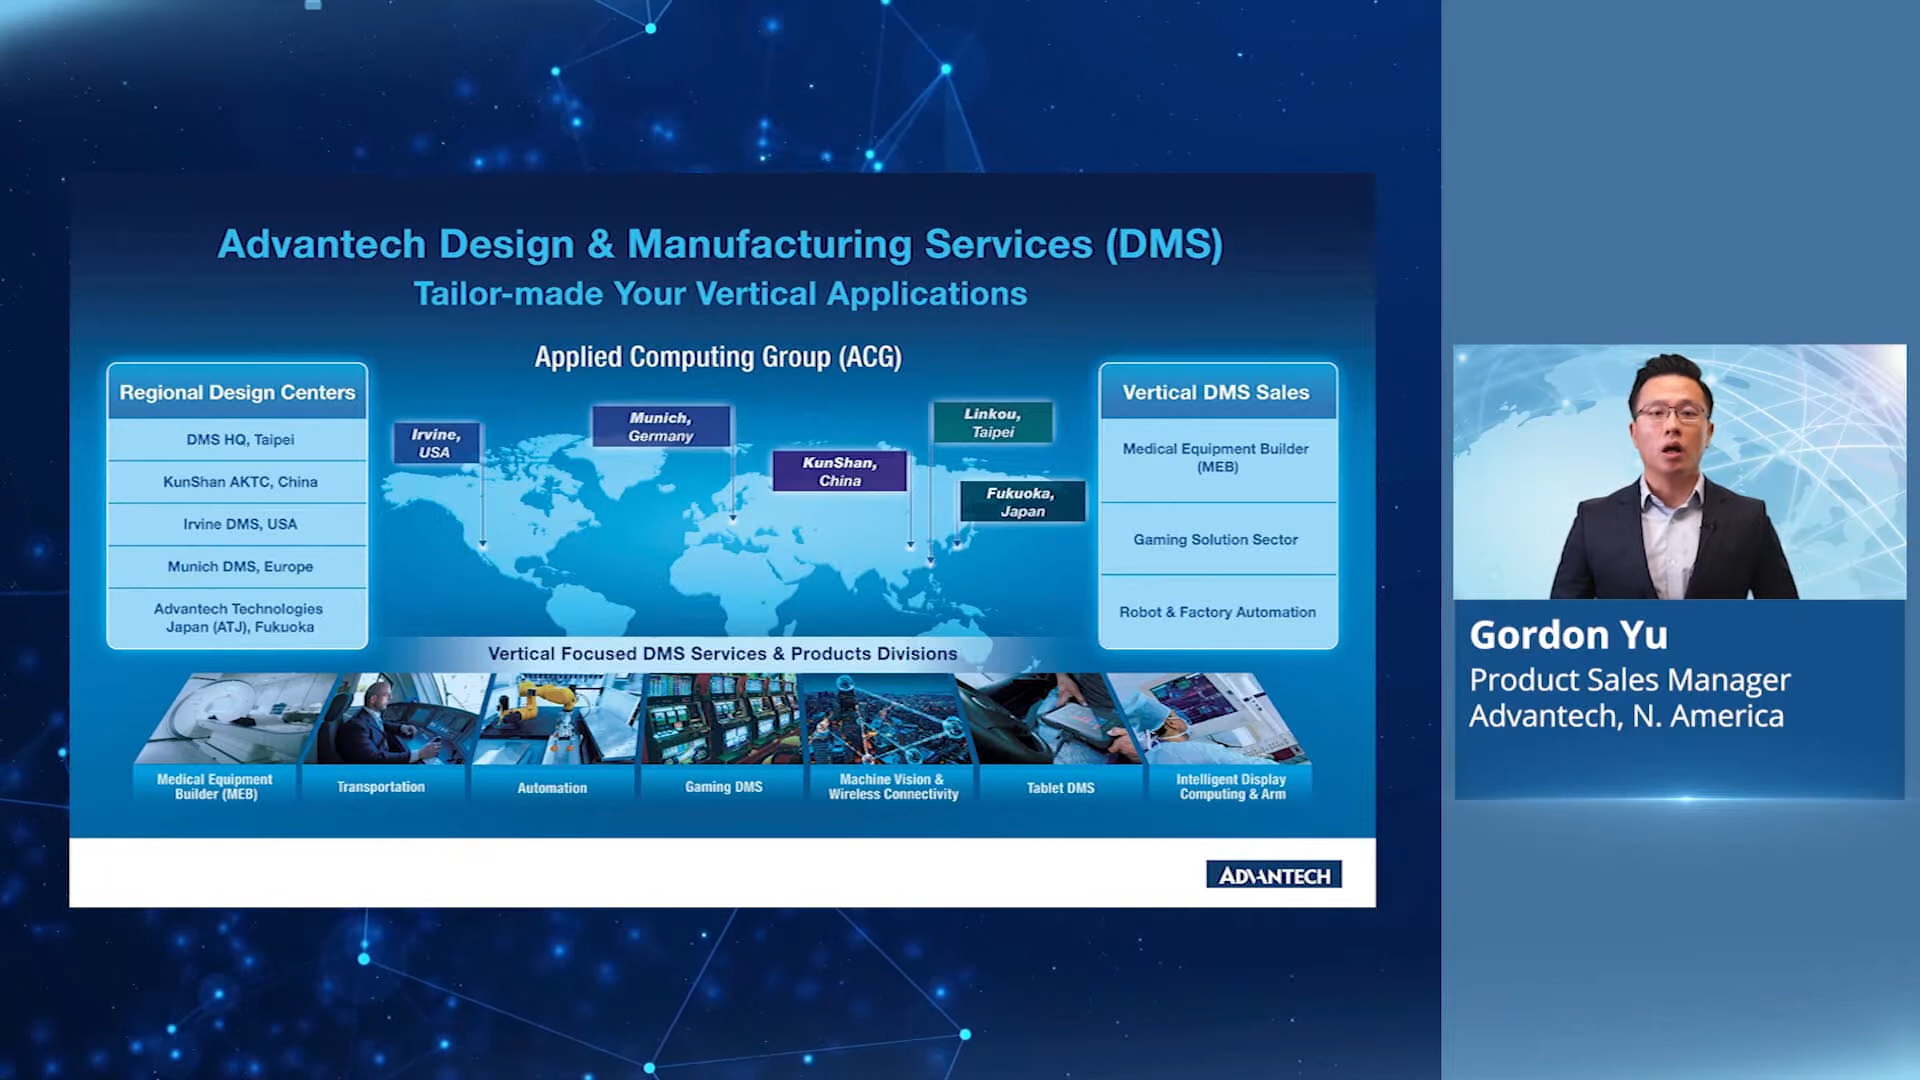 Advantech Design & Manufacturing Services (DMS)
Tailor-made Your Vertical Applications
Applied Computing Group (ACG)
Regional Design Centers
DMS HQ, Taipei
KunShan AKTC, China
Irvine DMS, USA
Munich DMS, Europe
Advantech Technologies
Japan (ATJ), Fukuoka
Irvine,
USA
Munich,
Germany
KunShan,
China
Linkou,
Taipei
Fukuoka,
Japan
Vertical DMS Sales
Medical Equipment Builder
(MEB)
Gaming Solution Sector
Robot & Factory Automation
Vertical Focused DMS Services & Products Divisions
Medical Equipment
Builder (MEB)
Transportation
Automation
Gaming DMS
Machine Vision &
Wireless Connectivity
Tablet DMS
Intelligent Display
Computing & Arm
ADVANTECH
Gordon Yu
Product Sales Manager
Advantech, N. America